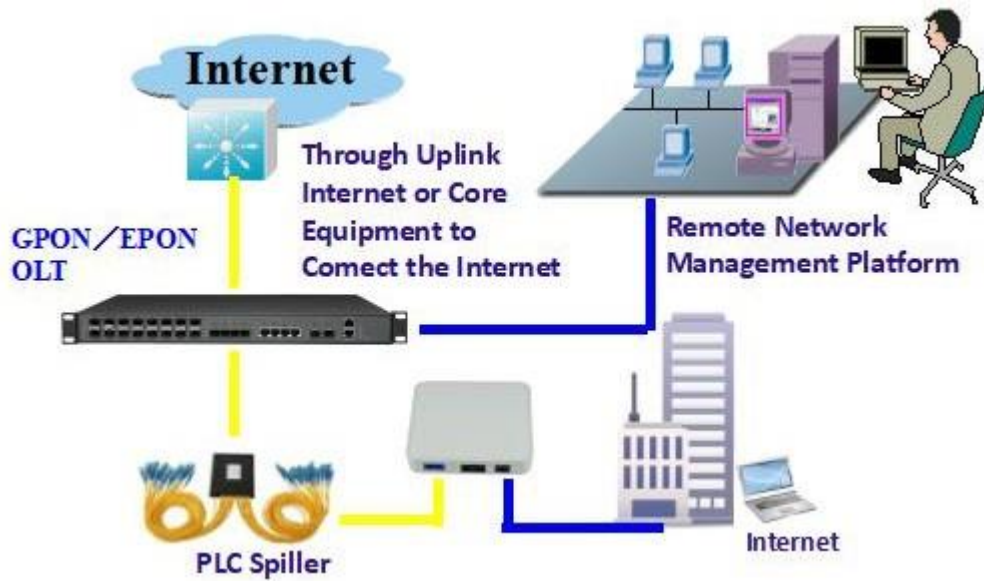 Internet
Through Uplink
Internet or Core
Equipment to
Comect the Internet
GPON／EPON
OLT
Remote Network
Management Platform
PLC Spiller
Internet